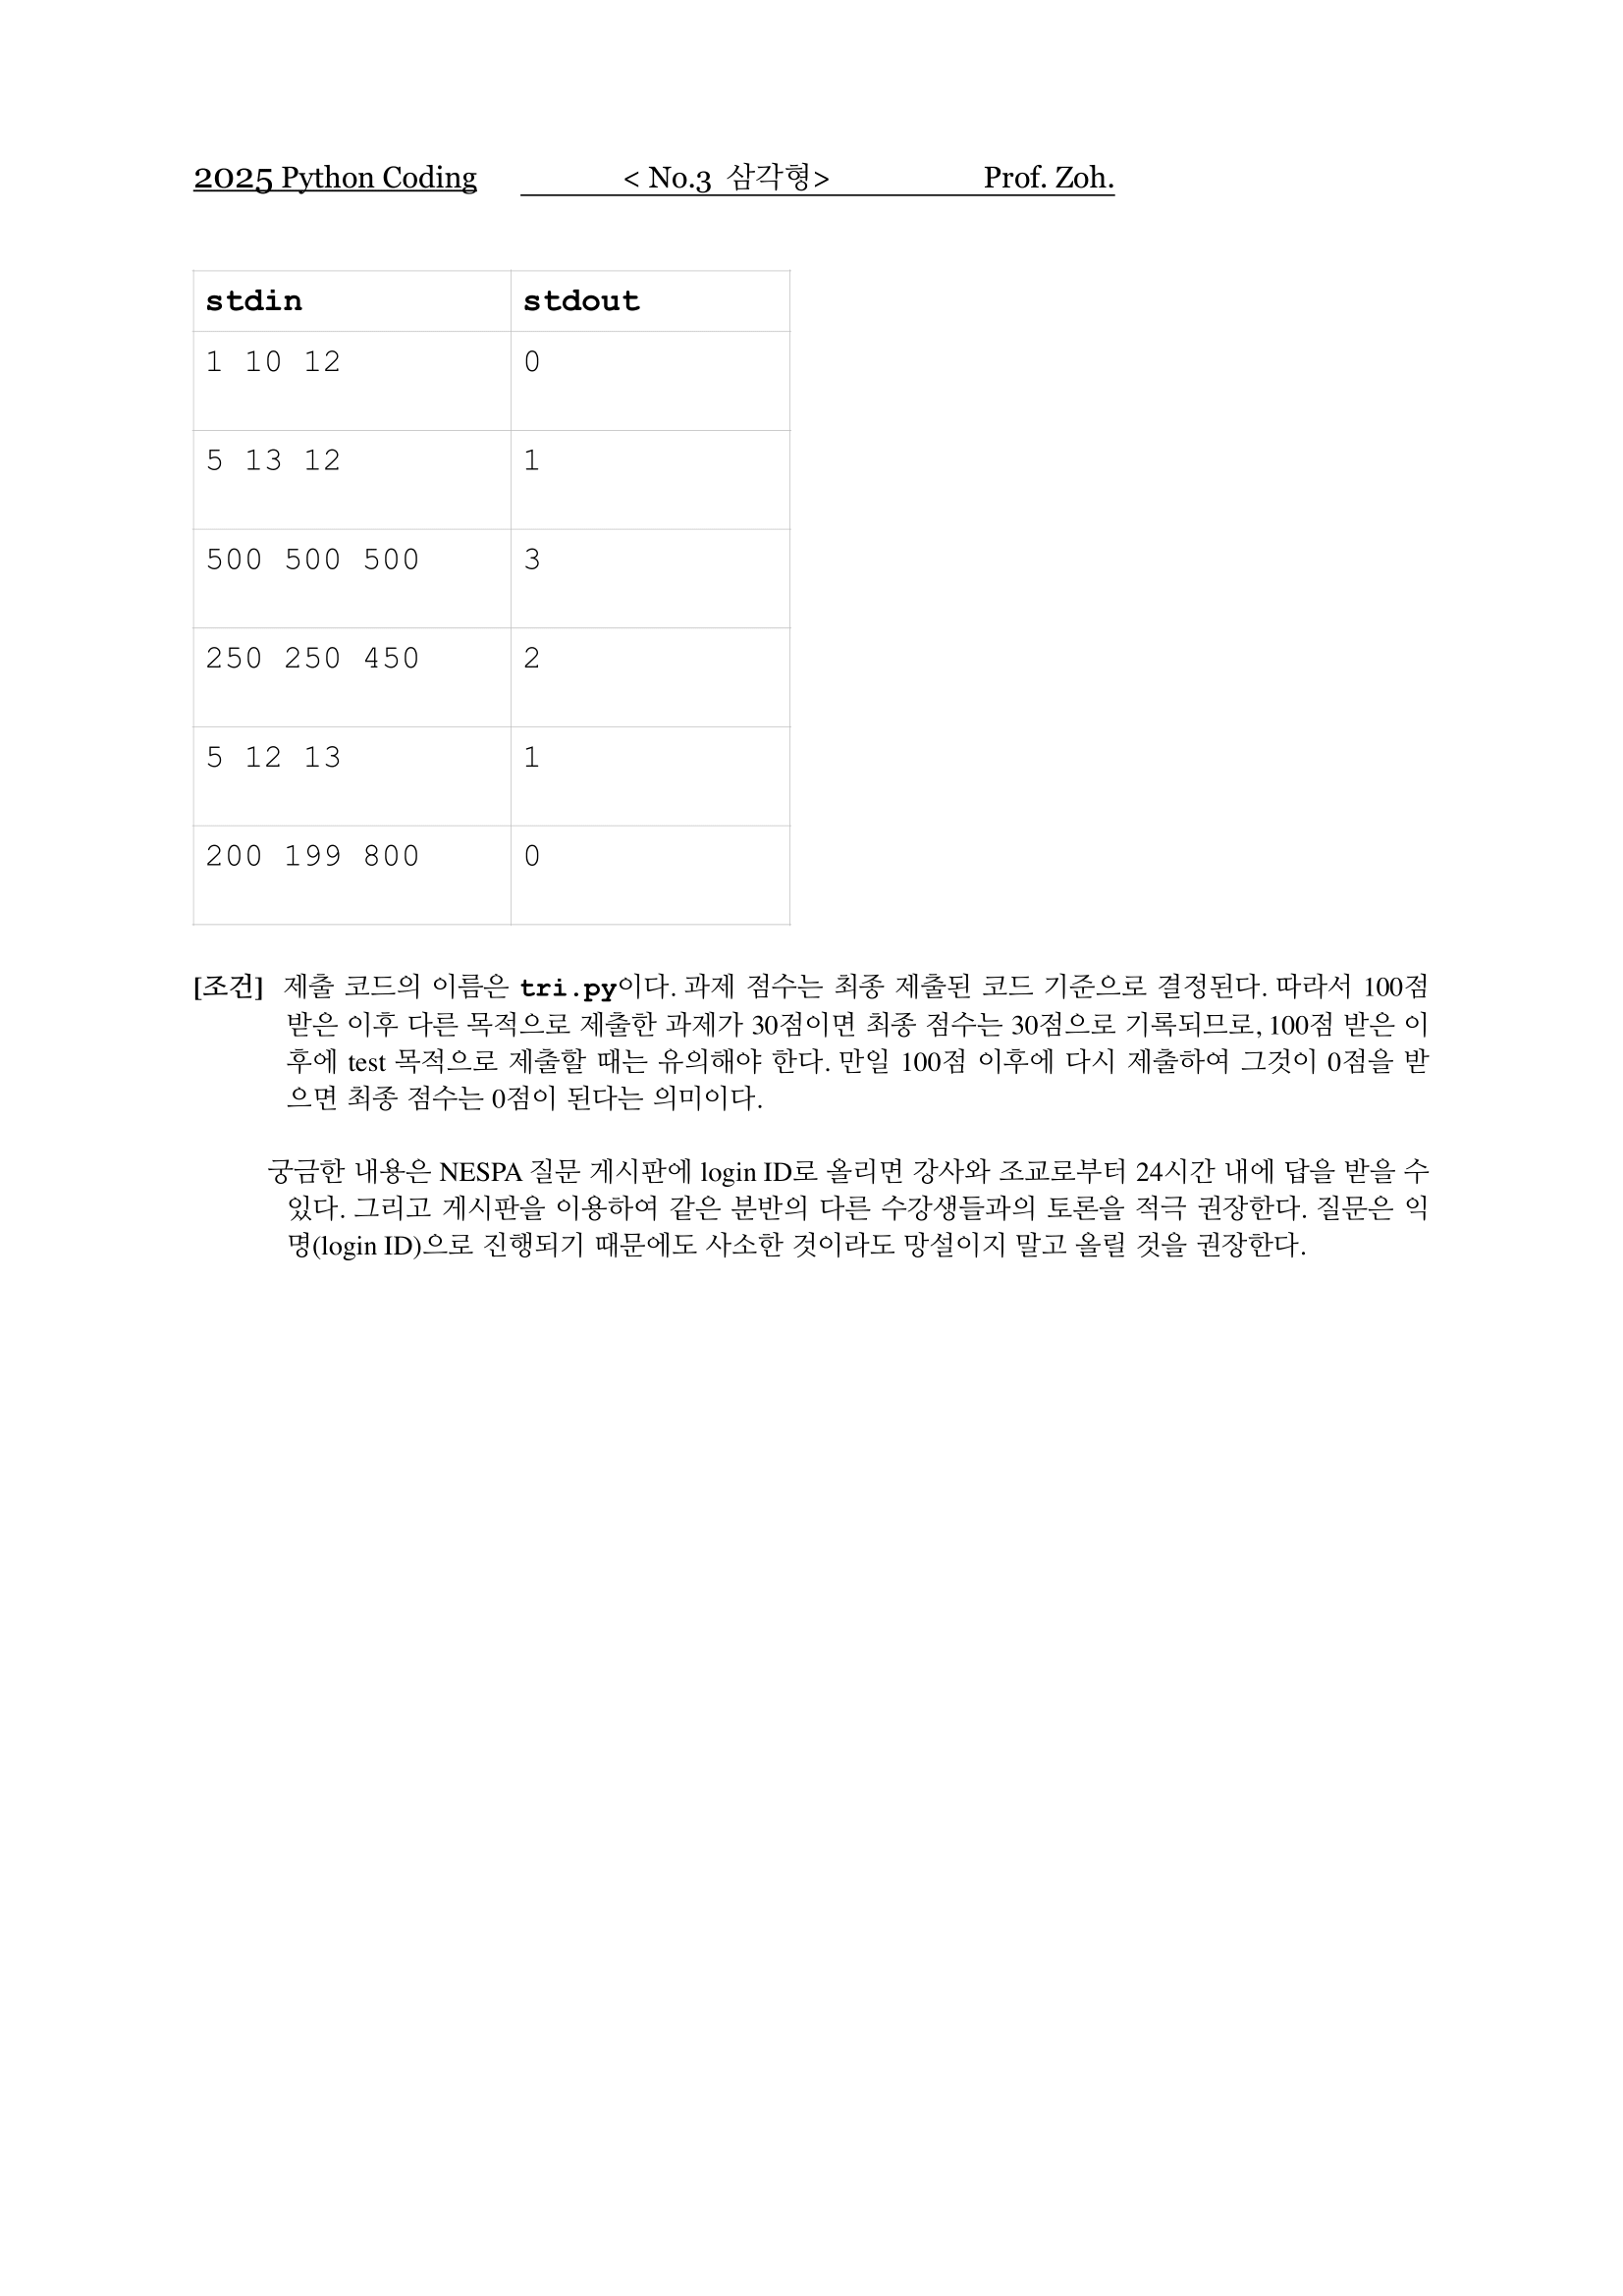 2025 Python Coding < No.3 삼각형> Prof. Zoh.
stdin stdout
1 10 12 0
5 13 12 1
500 500 500 3
250 250 450 2
5 12 13 1
200 199 800 0
[조건] 제출 코드의 이름은 tri.py이다. 과제 점수는 최종 제출된 코드 기준으로 결정된다. 따라서 100점
받은 이후 다른 목적으로 제출한 과제가 30점이면 최종 점수는 30점으로 기록되므로, 100점 받은 이
후에 test 목적으로 제출할 때는 유의해야 한다. 만일 100점 이후에 다시 제출하여 그것이 0점을 받
으면 최종 점수는 0점이 된다는 의미이다.
궁금한 내용은 NESPA 질문 게시판에 login ID로 올리면 강사와 조교로부터 24시간 내에 답을 받을 수
있다. 그리고 게시판을 이용하여 같은 분반의 다른 수강생들과의 토론을 적극 권장한다. 질문은 익
명(login ID)으로 진행되기 때문에도 사소한 것이라도 망설이지 말고 올릴 것을 권장한다.